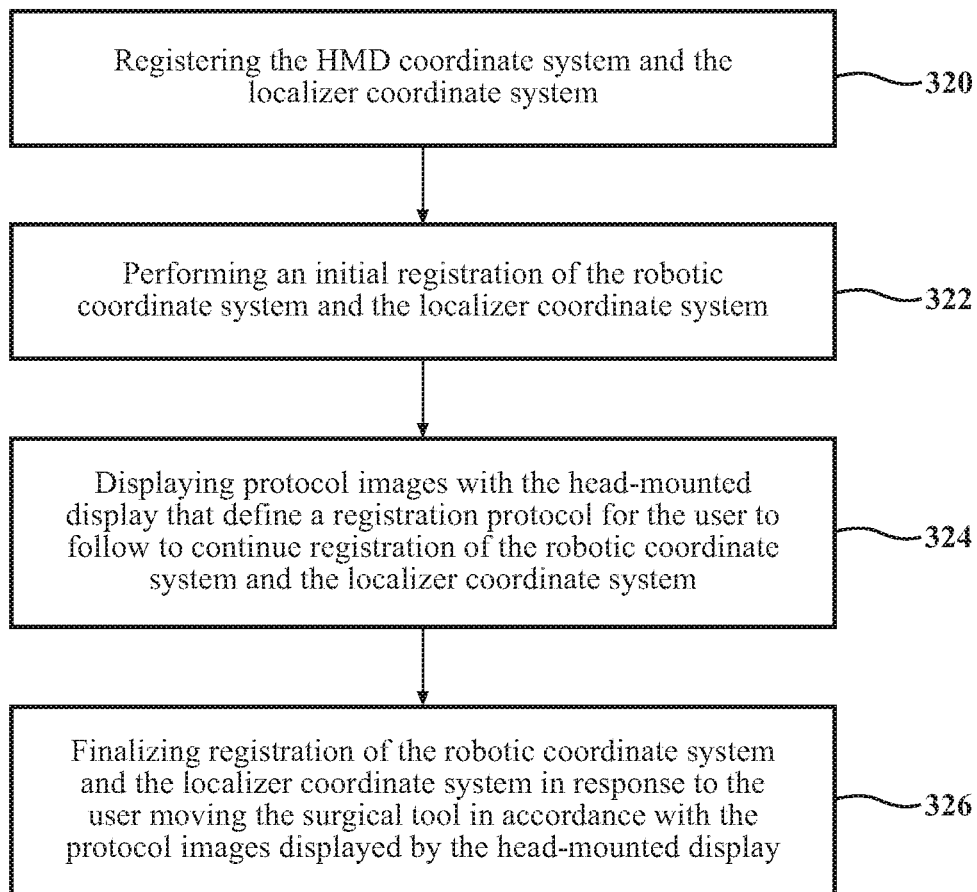 Registering the HMD coordinate system and the
localizer coordinate system
320
Performing an initial registration of the robotic
coordinate system and the localizer coordinate system
322
Displaying protocol images with the head-mounted
display that define a registration protocol for the user to
follow to continue registration of the robotic coordinate
system and the localizer coordinate system
324
Finalizing registration of the robotic coordinate system
and the localizer coordinate system in response to the
user moving the surgical tool in accordance with the
protocol images displayed by the head-mounted display
326